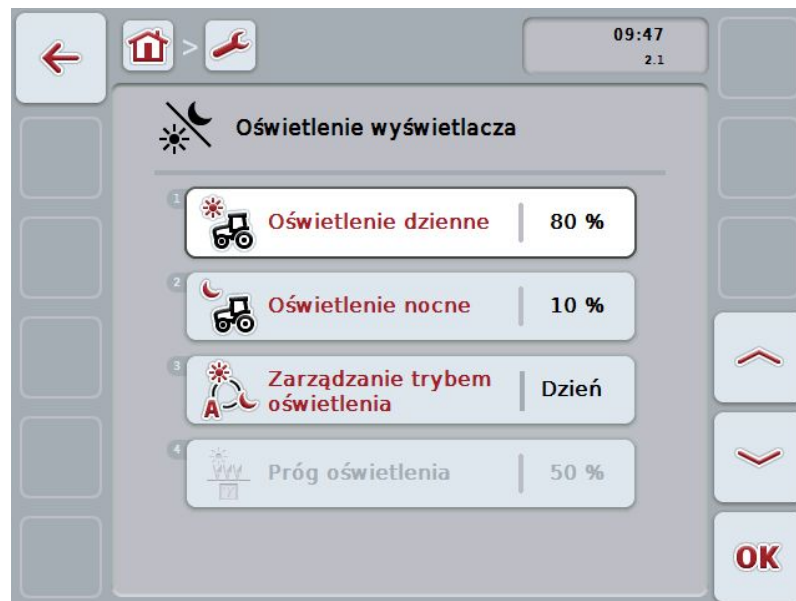 >
09:47
2.1
Oświetlenie wyświetlacza
1
Oświetlenie dzienne
80 %
2
Oświetlenie nocne
10 %
3
Zarządzanie trybem
oświetlenia
Dzień
A
4
Próg oświetlenia
50 %
OK